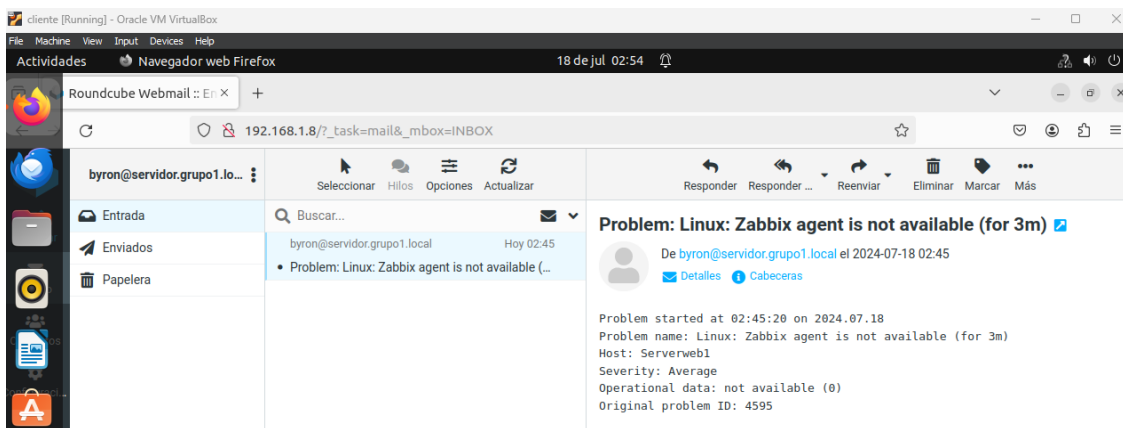 cliente [Running] - Oracle VM VirtualBox
File Machine View Input Devices Help
Actividades Navegador web Firefox 18 de jul 02:54
Roundcube Webmail :: En
192.168.1.8/?_task=mail&_mbox=INBOX
byron@servidor.grupo1.lo...
Seleccionar Hilos Opciones Actualizar
Responder Responder ... Reenviar Eliminar Marcar Más
Entrada
Enviados
Papelera
Buscar...
byron@servidor.grupo1.local Hoy 02:45
Problem: Linux: Zabbix agent is not available (...
Problem: Linux: Zabbix agent is not available (for 3m)
De byron@servidor.grupo1.local el 2024-07-18 02:45
Detalles Cabeceras
Problem started at 02:45:20 on 2024.07.18
Problem name: Linux: Zabbix agent is not available (for 3m)
Host: Serverweb1
Severity: Average
Operational data: not available (0)
Original problem ID: 4595